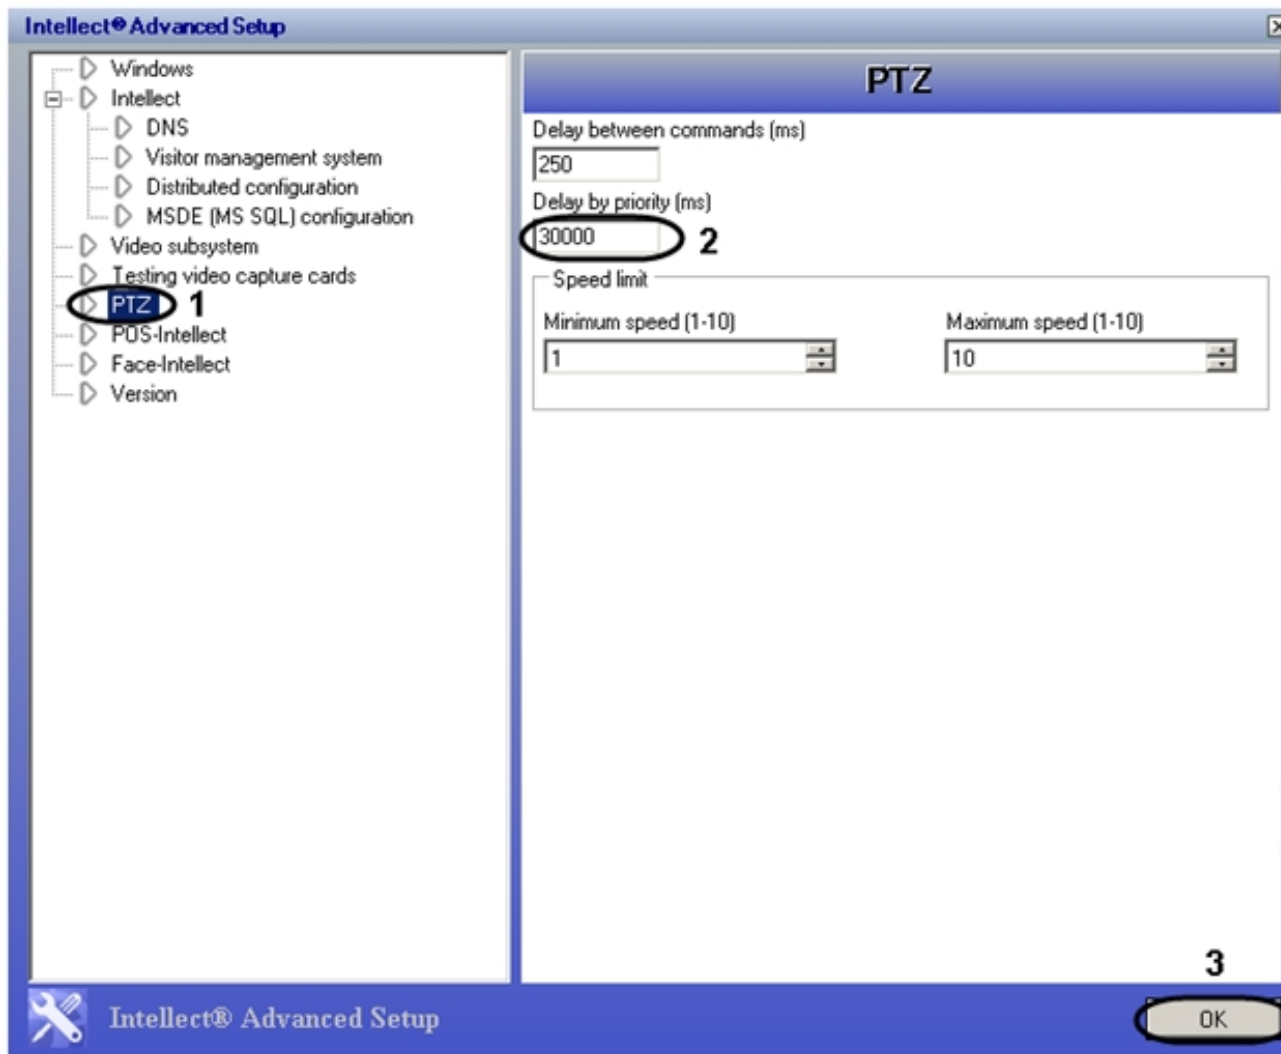 Intellect® Advanced Setup
Windows
Intellect
DNS
Visitor management system
Distributed configuration
MSDE (MS SQL) configuration
Video subsystem
Testing video capture cards
PTZ 1
POS-Intellect
Face-Intellect
Version
PTZ
Delay between commands (ms)
250
Delay by priority (ms)
30000 2
Speed limit
Minimum speed (1-10) Maximum speed (1-10)
1 10
3
Intellect® Advanced Setup
OK